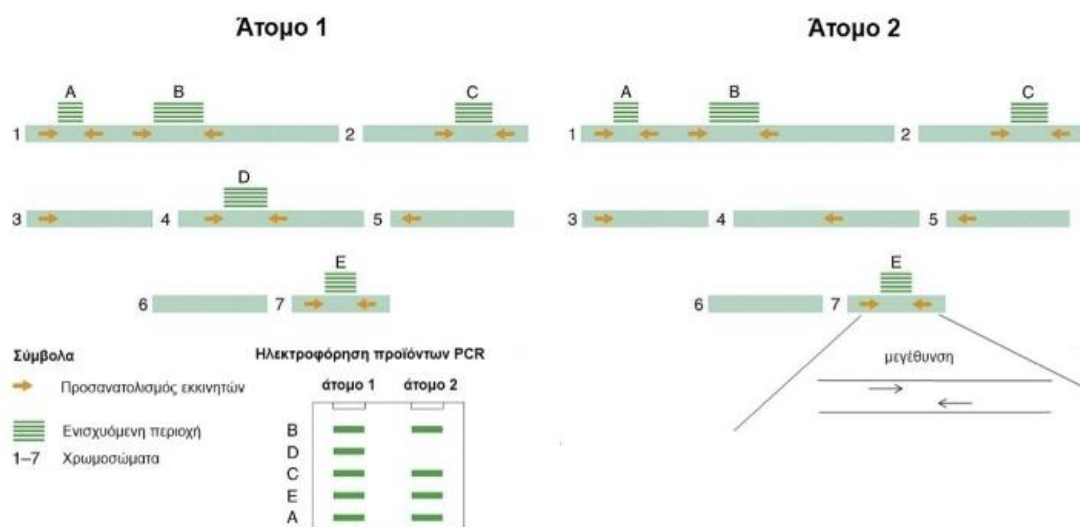 Άτομο 1
Άτομο 2
A B C
1 2
D
3 4 5
E
6 7
A B C
1 2
3 4 5
E
6 7
μεγέθυνση
Σύμβολα
Προσανατολισμός εκκινητών
Ενισχυόμενη περιοχή
1–7 Χρωμοσώματα
Ηλεκτροφόρηση προϊόντων PCR
άτομο 1 άτομο 2
B
D
C
E
A